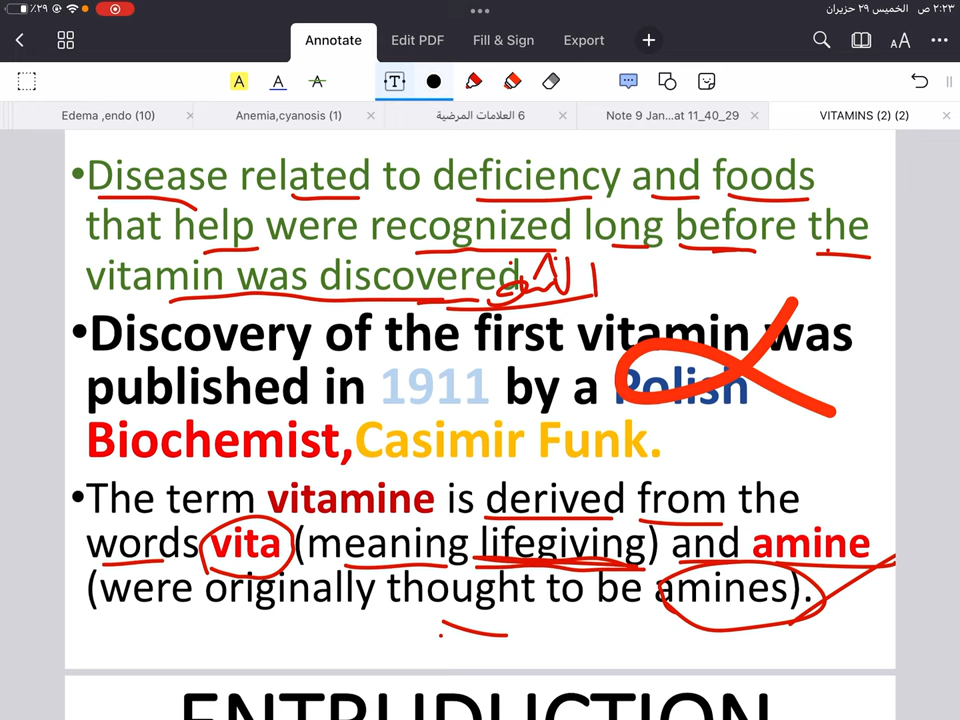 ٪٢٩ ٢:٢٣ ص الخميس ٢٩ حزيران
Annotate Edit PDF Fill & Sign Export
A A A T
Edema ,endo (10) Anemia,cyanosis (1) 6 العلامات المرضية Note 9 Jan...at 11_40_29 VITAMINS (2) (2)
•Disease related to deficiency and foods
that help were recognized long before the
vitamin was discovered
•Discovery of the first vitamin was
published in 1911 by a Polish
Biochemist,Casimir Funk.
•The term vitamine is derived from the
words vita (meaning lifegiving) and amine
(were originally thought to be amines).
ENTRUDUCTION